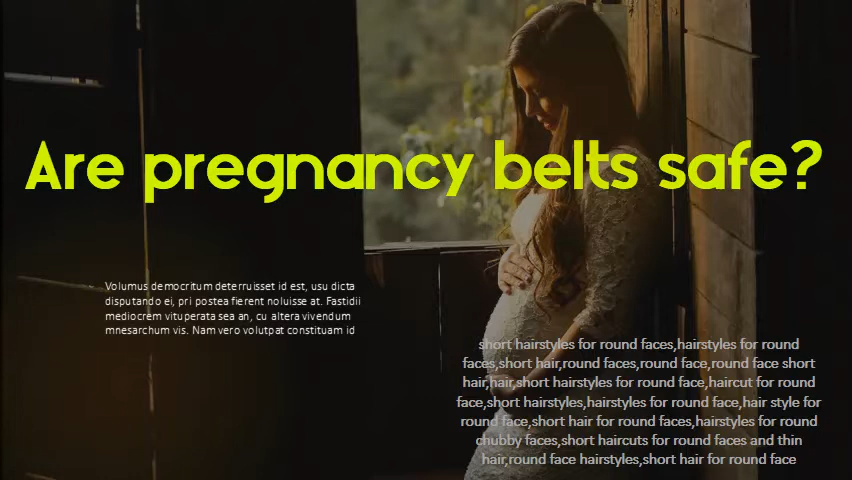 Are pregnancy belts safe?
Volumus democritum deterruisset id est, usu dicta
disputando ei, pri postea fierent noluisse at. Fastidii
mediocrem vituperata sea an, cu altera vivendum
mnesarchum vis. Nam vero volutpat constituam id
short hairstyles for round faces,hairstyles for round
faces,short hair,round faces,round face,round face short
hair,hair,short hairstyles for round face,haircut for round
face,short hairstyles,hairstyles for round face,hair style for
round face,short hair for round faces,hairstyles for round
chubby faces,short haircuts for round faces and thin
hair,round face hairstyles,short hair for round face